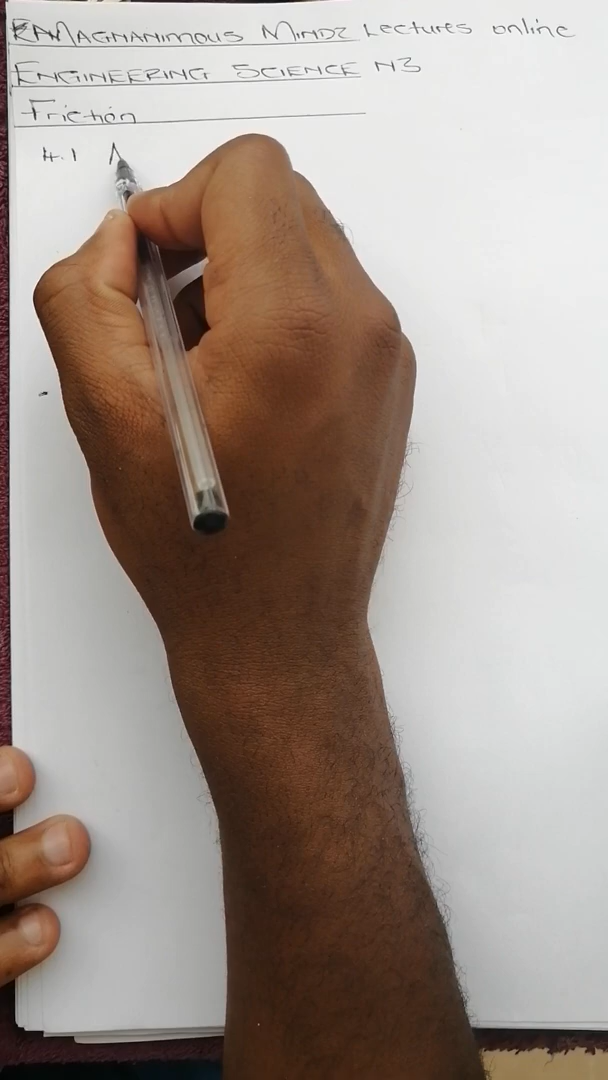 MAGNANIMOUS MINDZ Lectures online
ENGINEERING SCIENCE N3
Friction
4.1